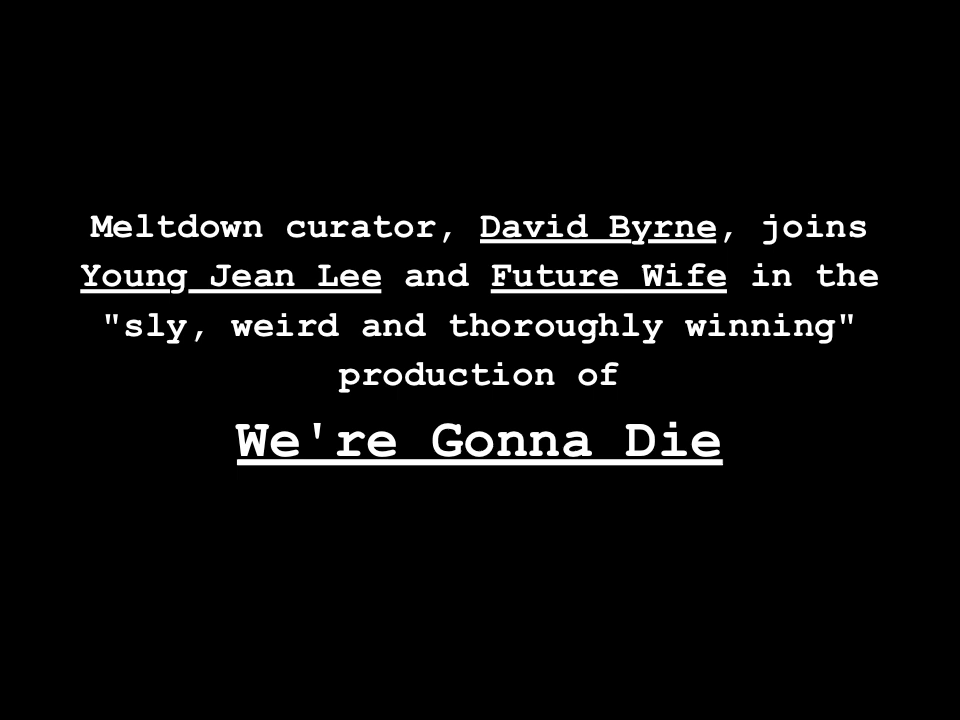 Meltdown curator, David Byrne, joins
Young Jean Lee and Future Wife in the
"sly, weird and thoroughly winning"
production of
We're Gonna Die